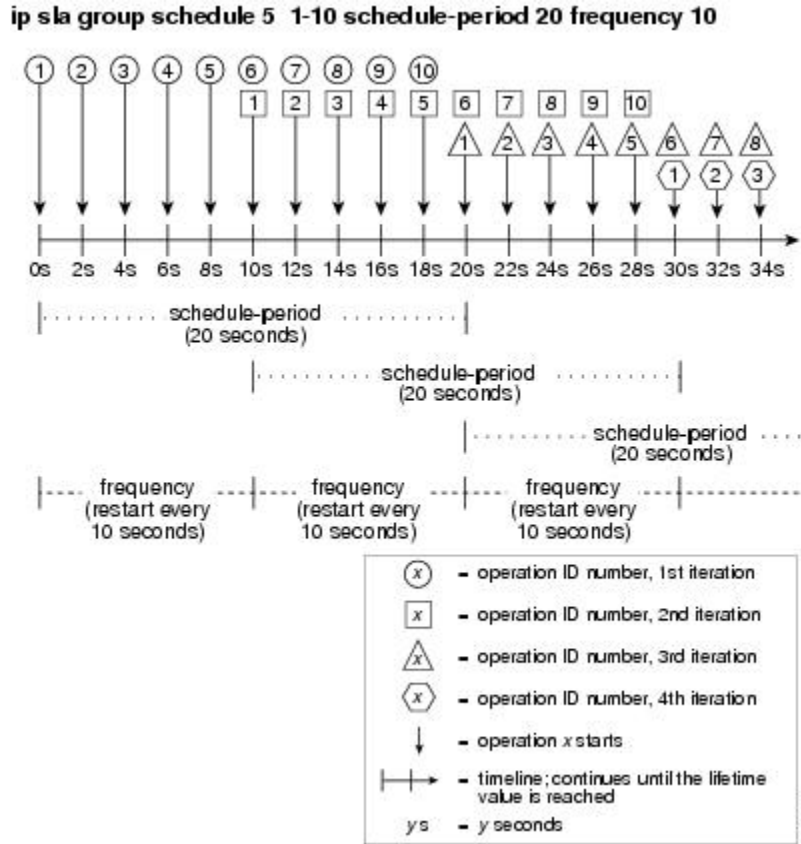 ip sla group schedule 5 1-10 schedule-period 20 frequency 10
1 2 3 4 5 6 7 8 9 10
1 2 3 4 5 6 7 8 9 10
1 2 3 4 5 6 7 8
1 2 3
0s 2s 4s 6s 8s 10s 12s 14s 16s 18s 20s 22s 24s 26s 28s 30s 32s 34s
schedule-period
(20 seconds)
schedule-period
(20 seconds)
schedule-period
(20 seconds)
frequency
(restart every
10 seconds)
frequency
(restart every
10 seconds)
frequency
(restart every
10 seconds)
x = operation ID number, 1st iteration
x = operation ID number, 2nd iteration
x = operation ID number, 3rd iteration
x = operation ID number, 4th iteration
= operation x starts
= timeline; continues until the lifetime
value is reached
y s = y seconds